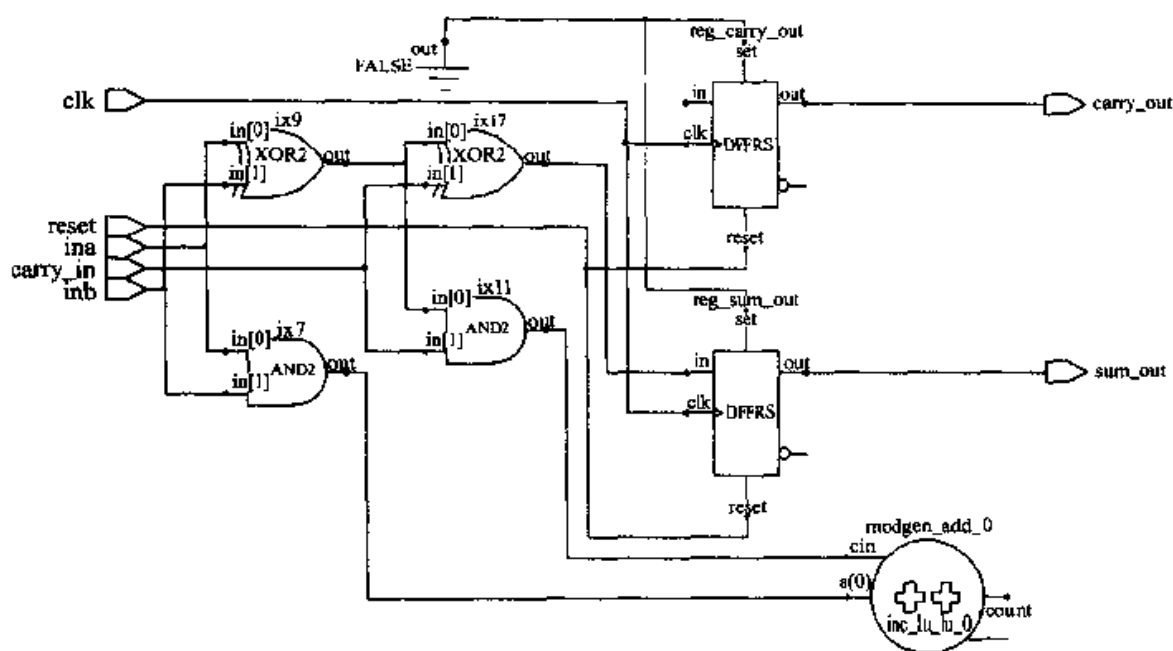 reg_carry_out
set
out
FALSE
in
out
clk
carry_out
clk
DFFRS
ix9
ix17
in[0]
XOR2
out
in[0]
XOR2
out
in[1]
in[1]
reset
reset
ina
carry_in
inb
reg_sum_out
set
ix11
in[0]
AND2
out
in[1]
ix7
in[0]
AND2
out
in[1]
in
out
sum_out
clk
DFFRS
reset
modgen_add_0
cin
a(0)
count